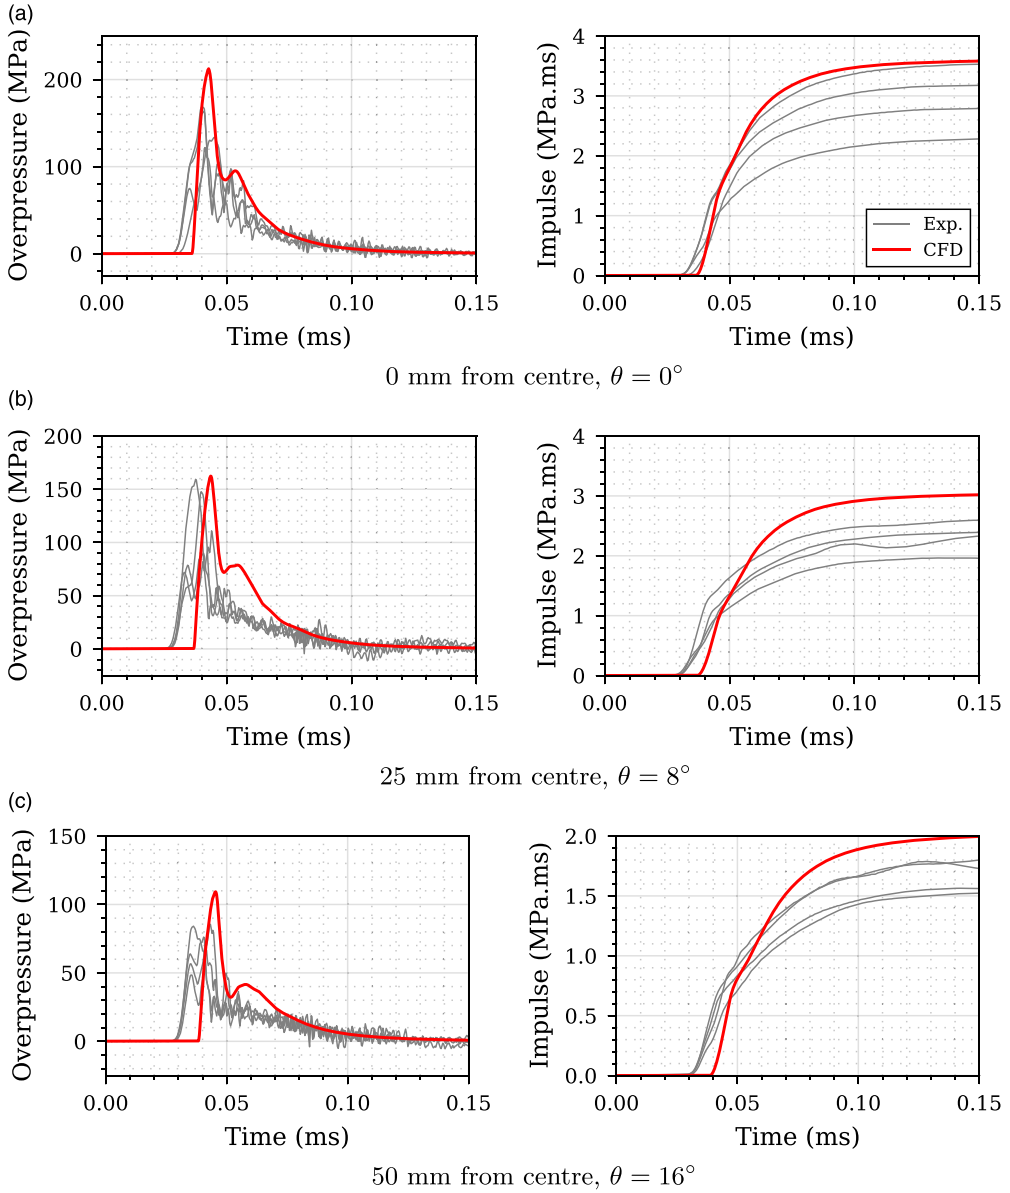 (a)
Overpressure (MPa)
200
100
0
0.00 0.05 0.10 0.15
Time (ms)
Impulse (MPa.ms)
4
3
2
1
0
Exp.
CFD
0.00 0.05 0.10 0.15
Time (ms)
0 mm from centre, θ = 0°
(b)
Overpressure (MPa)
200
150
100
50
0
0.00 0.05 0.10 0.15
Time (ms)
Impulse (MPa.ms)
4
3
2
1
0
0.00 0.05 0.10 0.15
Time (ms)
25 mm from centre, θ = 8°
(c)
Overpressure (MPa)
150
100
50
0
0.00 0.05 0.10 0.15
Time (ms)
Impulse (MPa.ms)
2.0
1.5
1.0
0.5
0.0
0.00 0.05 0.10 0.15
Time (ms)
50 mm from centre, θ = 16°